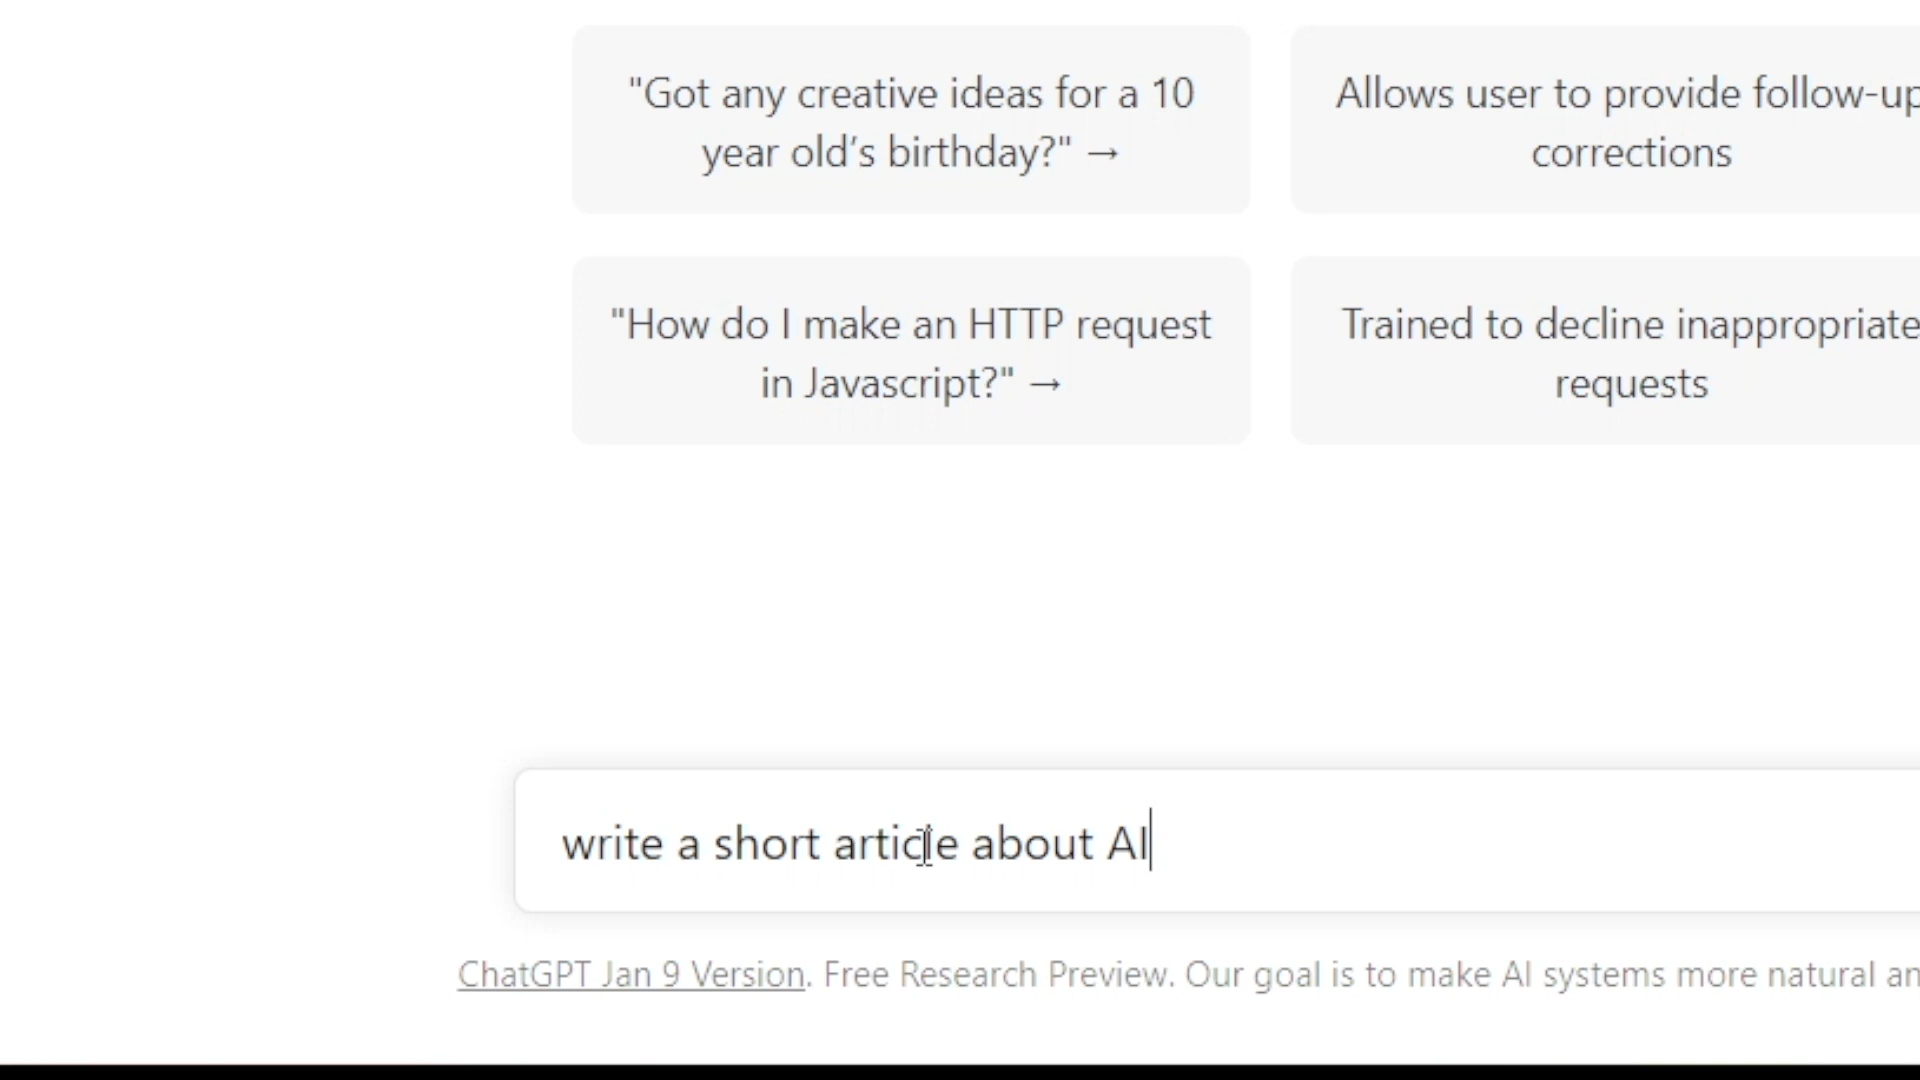 "Got any creative ideas for a 10
year old's birthday?" →
Allows user to provide follow-up
corrections
"How do I make an HTTP request
in Javascript?" →
Trained to decline inappropriate
requests
write a short article about AI
ChatGPT Jan 9 Version. Free Research Preview. Our goal is to make AI systems more natural an